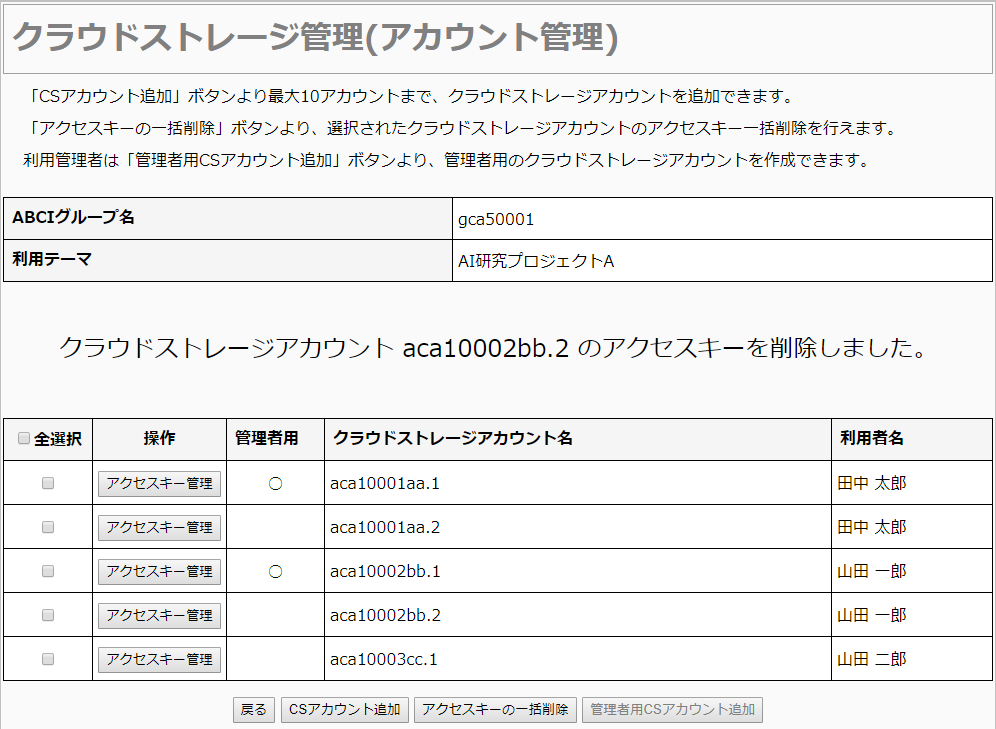 クラウドストレージ管理(アカウント管理)
「CSアカウント追加」ボタンより最大10アカウントまで、クラウドストレージアカウントを追加できます。
「アクセスキーの一括削除」ボタンより、選択されたクラウドストレージアカウントのアクセスキー一括削除を行えます。
利用管理者は「管理者用CSアカウント追加」ボタンより、管理者用のクラウドストレージアカウントを作成できます。
ABCIグループ名 gca50001
利用テーマ AI研究プロジェクトA
クラウドストレージアカウント aca10002bb.2 のアクセスキーを削除しました。
全選択 操作 管理者用 クラウドストレージアカウント名 利用者名
アクセスキー管理 ○ aca10001aa.1 田中 太郎
アクセスキー管理 aca10001aa.2 田中 太郎
アクセスキー管理 ○ aca10002bb.1 山田 一郎
アクセスキー管理 aca10002bb.2 山田 一郎
アクセスキー管理 aca10003cc.1 山田 二郎
戻る CSアカウント追加 アクセスキーの一括削除 管理者用CSアカウント追加